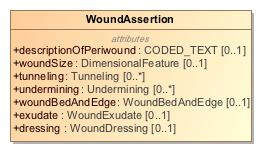 WoundAssertion
attributes
+descriptionOfPeriwound : CODED_TEXT [0..1]
+woundSize : DimensionalFeature [0..1]
+tunneling : Tunneling [0..*]
+undermining : Undermining [0..*]
+woundBedAndEdge : WoundBedAndEdge [0..1]
+exudate : WoundExudate [0..1]
+dressing : WoundDressing [0..1]